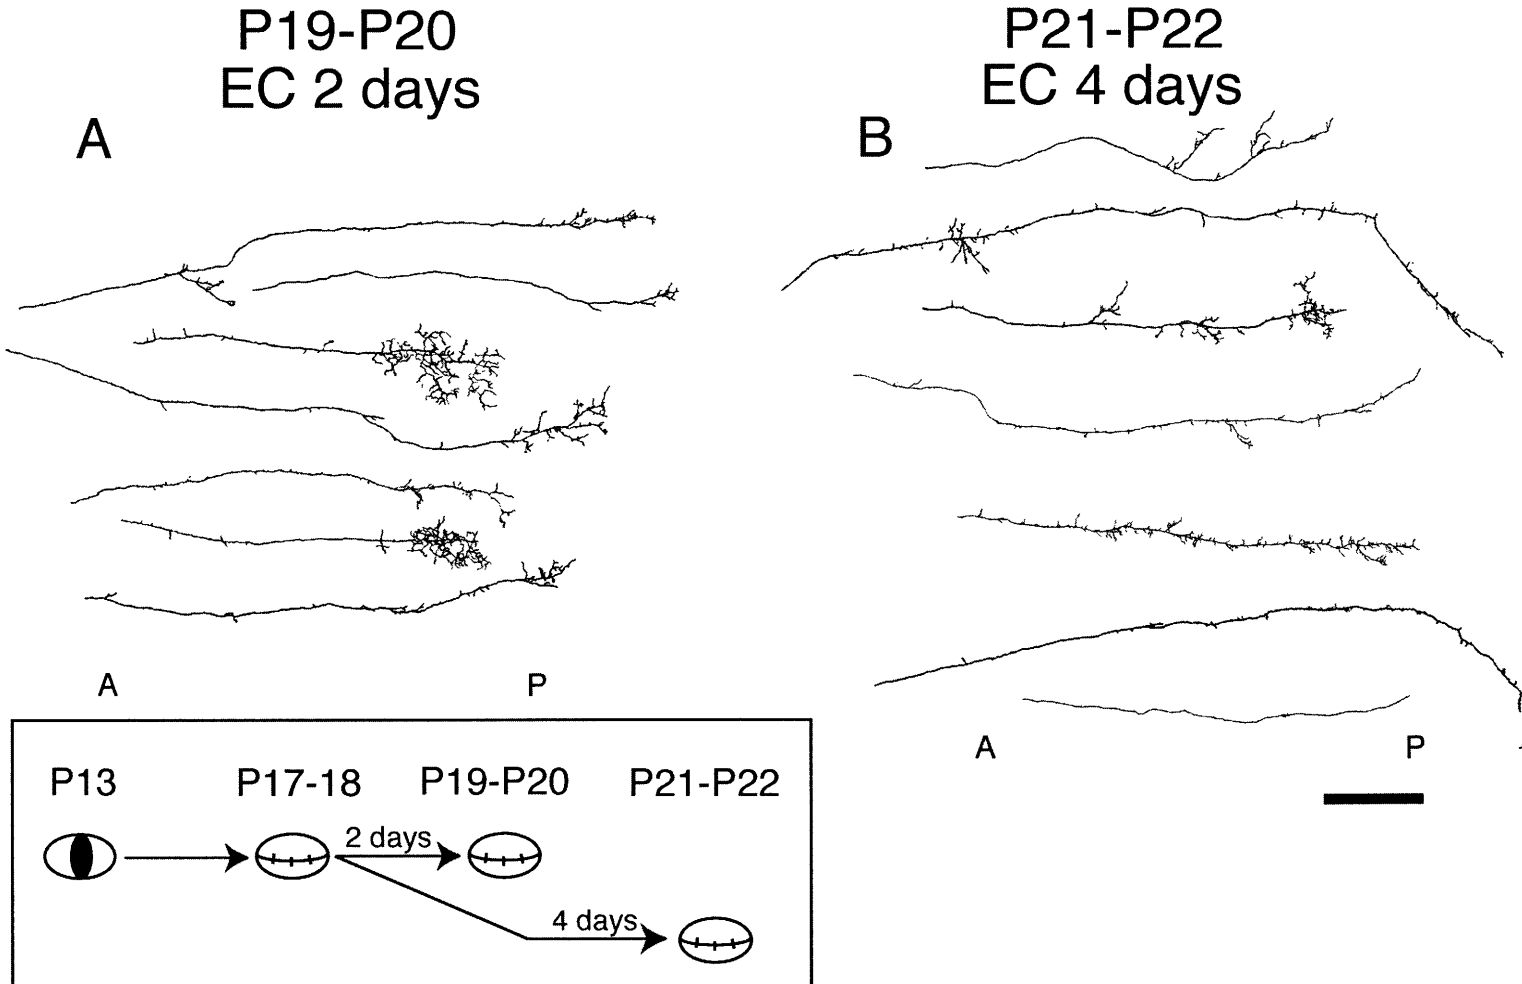 P19-P20
EC 2 days
A
P21-P22
EC 4 days
B
A
P
A
P
P13
P17-18
P19-P20
P21-P22
2 days
4 days